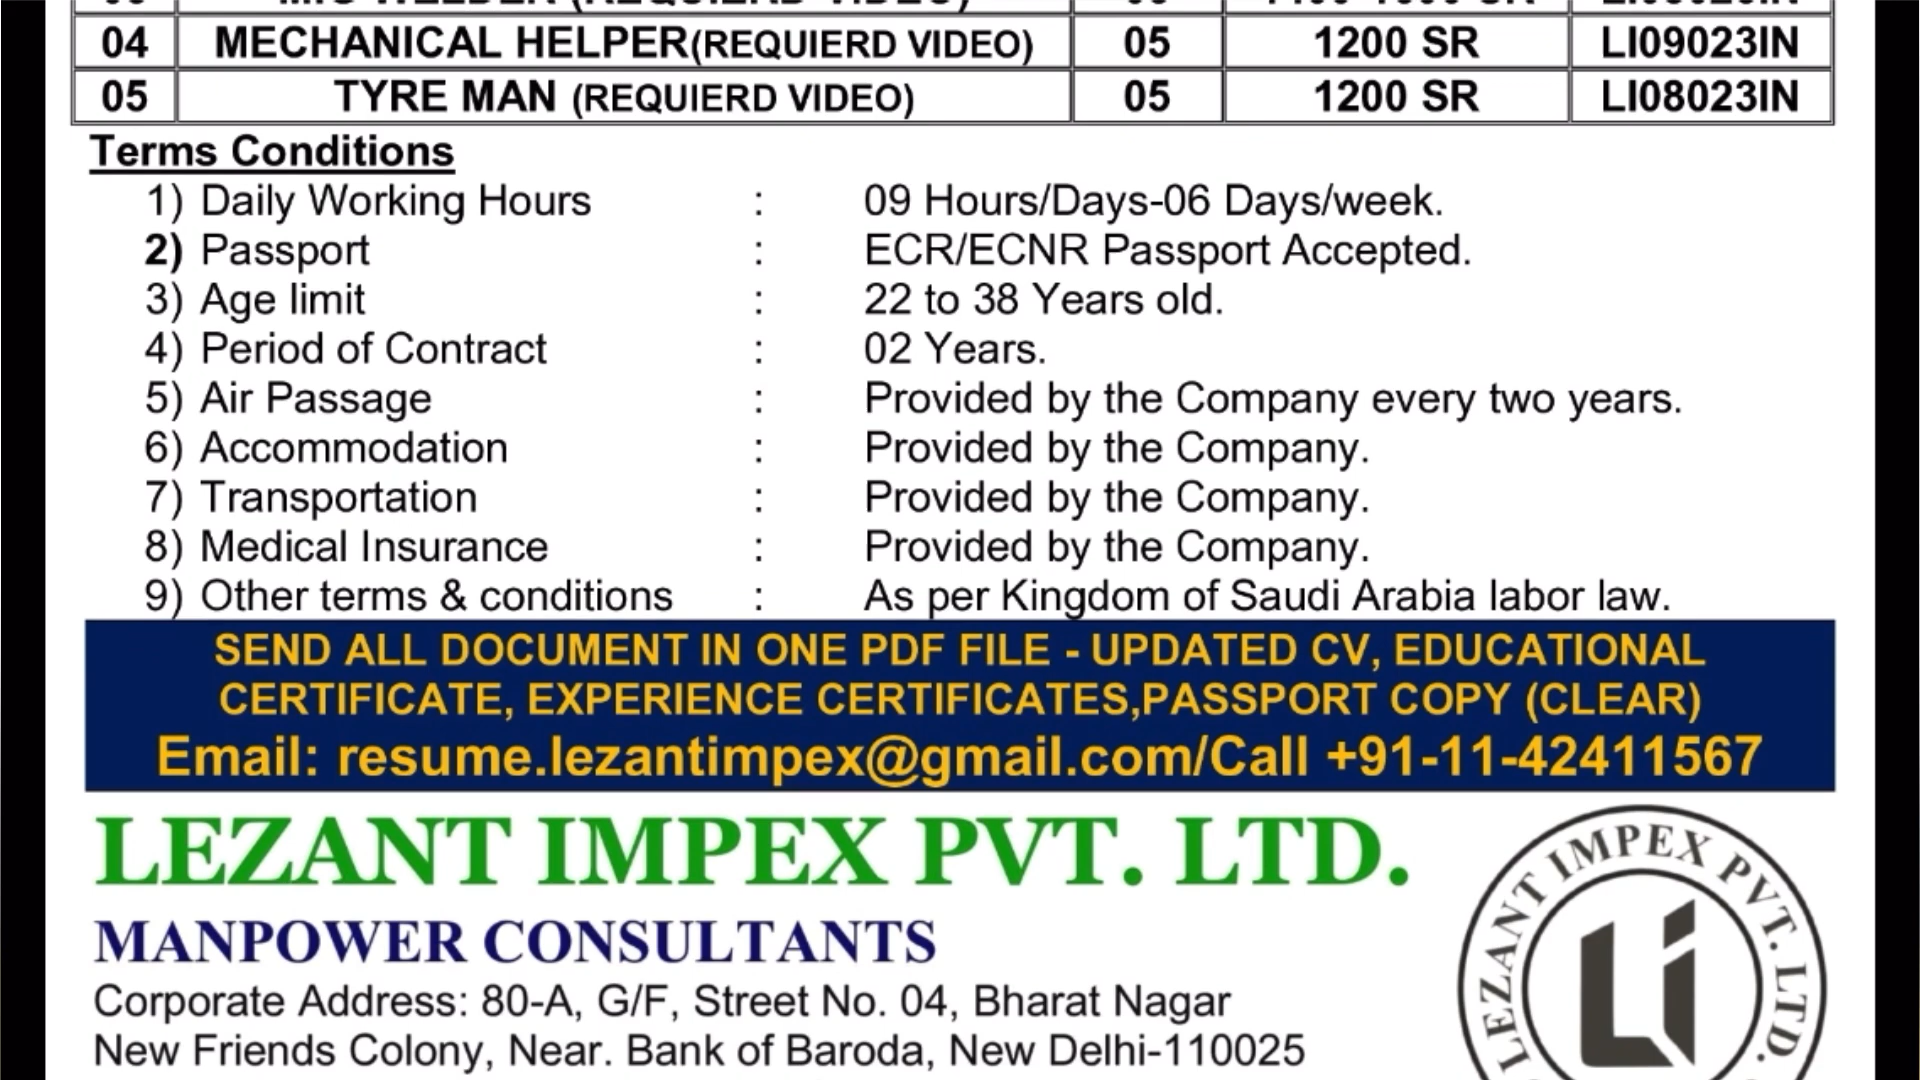 04 MECHANICAL HELPER(REQUIERD VIDEO) 05 1200 SR LI09023IN
05 TYRE MAN (REQUIERD VIDEO) 05 1200 SR LI08023IN
Terms Conditions
1) Daily Working Hours : 09 Hours/Days-06 Days/week.
2) Passport : ECR/ECNR Passport Accepted.
3) Age limit : 22 to 38 Years old.
4) Period of Contract : 02 Years.
5) Air Passage : Provided by the Company every two years.
6) Accommodation : Provided by the Company.
7) Transportation : Provided by the Company.
8) Medical Insurance : Provided by the Company.
9) Other terms & conditions : As per Kingdom of Saudi Arabia labor law.
SEND ALL DOCUMENT IN ONE PDF FILE - UPDATED CV, EDUCATIONAL
CERTIFICATE, EXPERIENCE CERTIFICATES,PASSPORT COPY (CLEAR)
Email: resume.lezantimpex@gmail.com/Call +91-11-42411567
LEZANT IMPEX PVT. LTD.
MANPOWER CONSULTANTS
Corporate Address: 80-A, G/F, Street No. 04, Bharat Nagar
New Friends Colony, Near. Bank of Baroda, New Delhi-110025
LEZANT IMPEX PVT. LTD.
Li